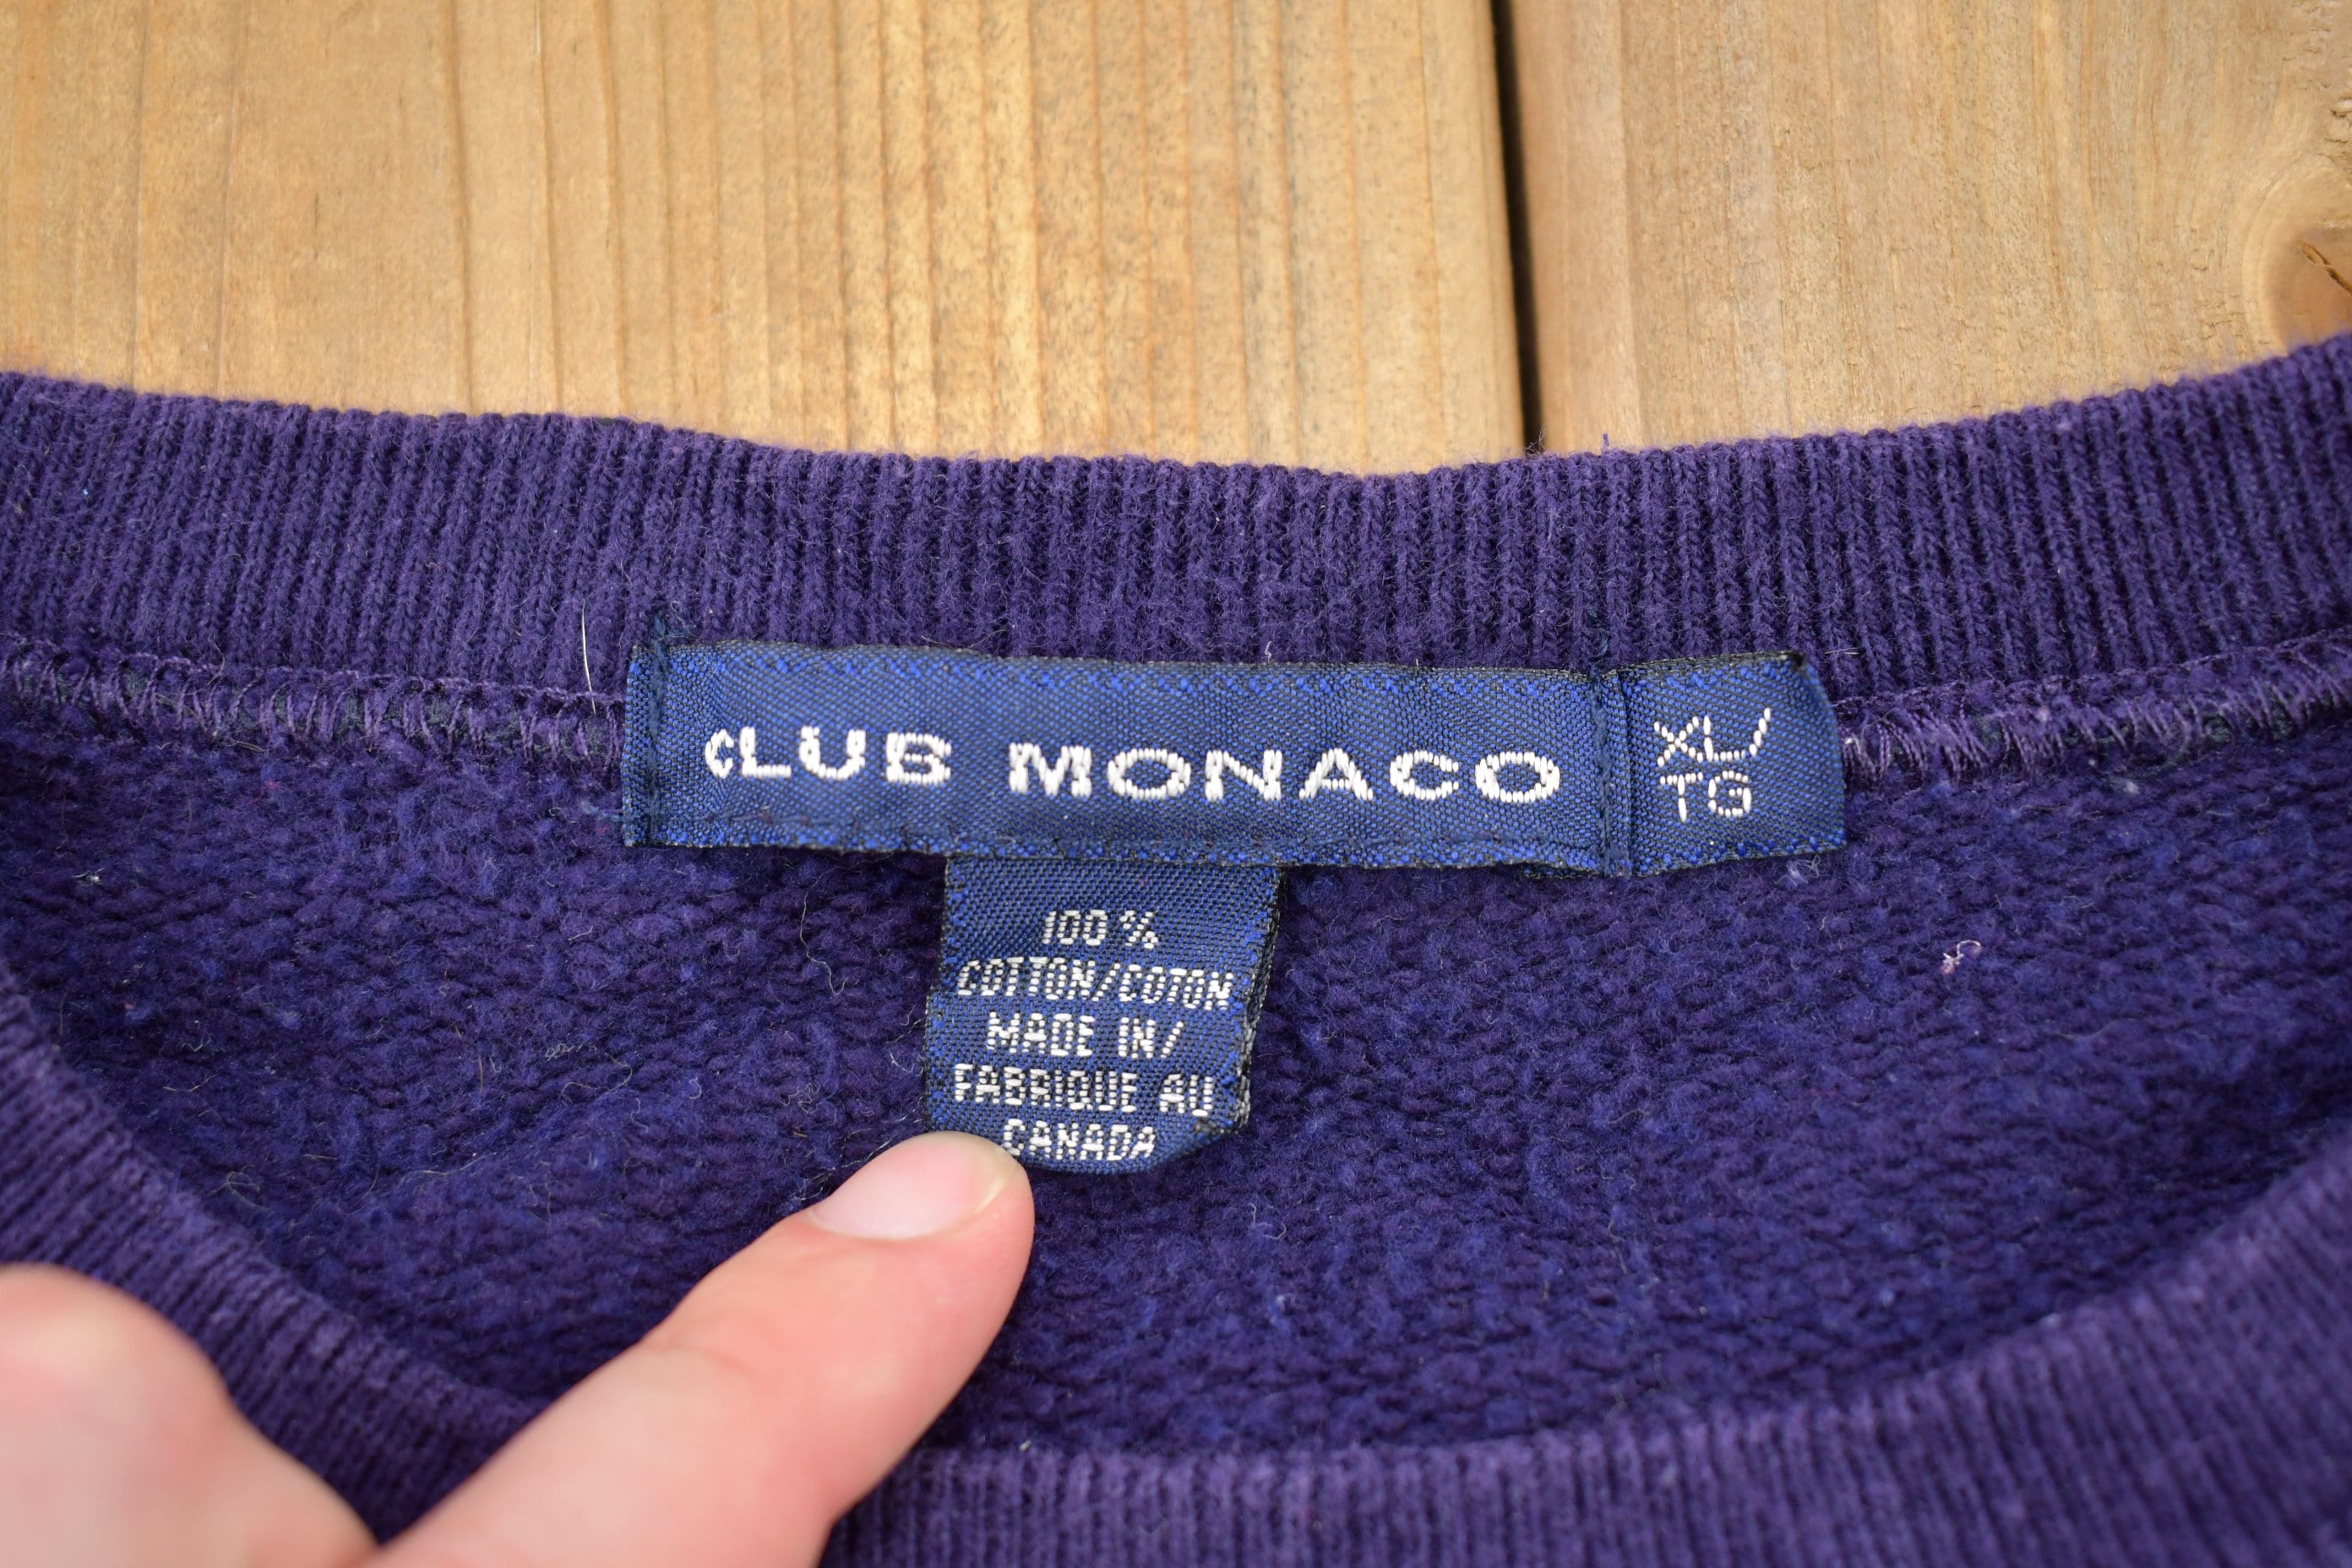 CLUB MONACO
XL/
TG
100 %
COTTON/COTON
MADE IN/
FABRIQUE AU
CANADA